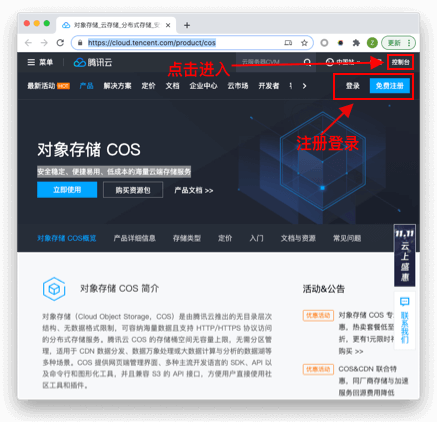 对象存储_云存储_分布式存储_安
https://cloud.tencent.com/product/cos
更新
菜单
腾讯云
云服务器CVM
中国站
控制台
点击进入
最新活动 HOT 产品 解决方案 定价 文档 企业中心 云市场 开发者
登录 免费注册
注册登录
对象存储 COS
安全稳定、便捷易用、低成本的海量云端存储服务
立即使用 购买资源包 产品文档 >>
11.11
云上盛惠
对象存储 COS概览 产品详细信息 存储类型 定价 入门 文档与资源 常见问题
对象存储 COS 简介
对象存储（Cloud Object Storage，COS）是由腾讯云推出的无目录层次
结构、无数据格式限制，可容纳海量数据且支持 HTTP/HTTPS 协议访问
的分布式存储服务。腾讯云 COS 的存储桶空间无容量上限，无需分区管
理，适用于 CDN 数据分发、数据万象处理或大数据计算与分析的数据湖等
多种场景。COS 提供网页端管理界面、多种主流开发语言的 SDK、API 以
及命令行和图形化工具，并且兼容 S3 的 API 接口，方便用户直接使用社
区工具和插件。
活动&公告
优惠活动 对象存储 COS 专
惠，热卖套餐低至
折，更有1元限时秒
购买 >>
优惠活动 COS&CDN 联合特
惠，同厂商存储与加速
服务回源费用降低
联系我们